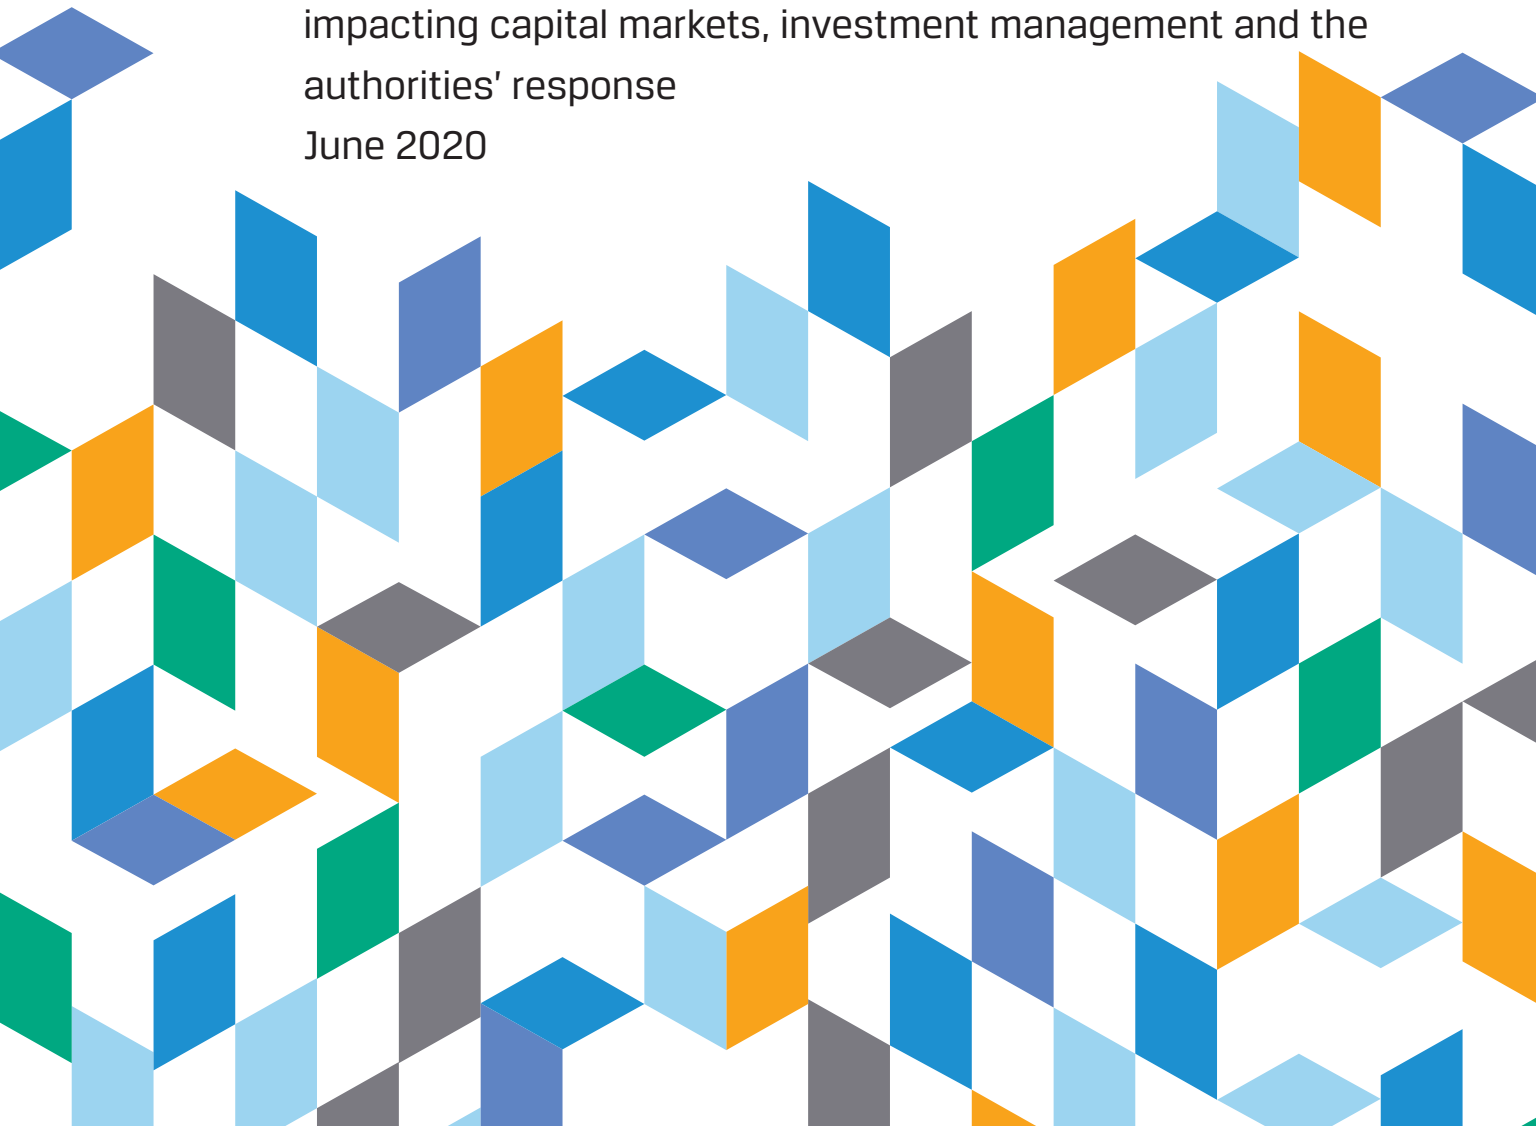 impacting capital markets, investment management and the
authorities’ response
June 2020